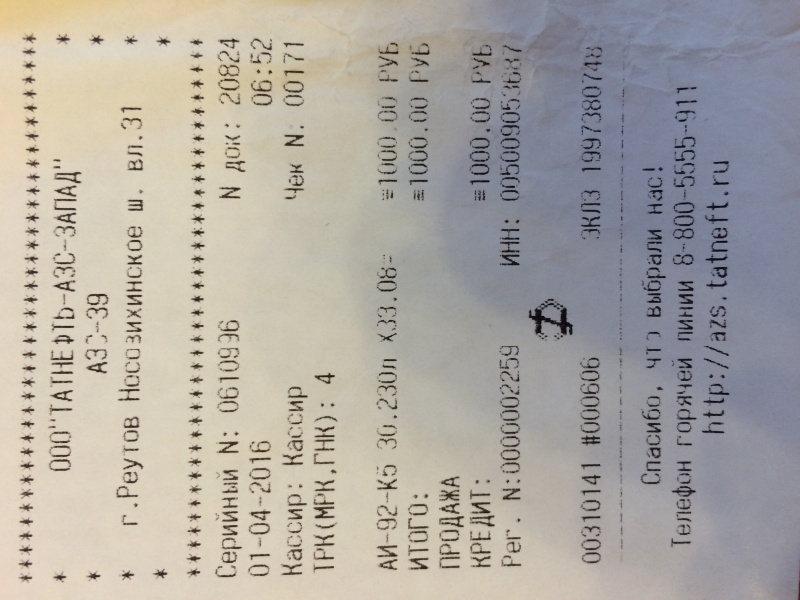 ************************************
* ООО"ТАТНЕФТЬ-АЗС-ЗАПАД" *
* АЗС-39 *
* г.Реутов Носовихинское ш. вл.31 *
* *
************************************
Серийный N: 0610996 N док: 20824
01-04-2016 06:52
Кассир: Кассир Чек N: 00171
ТРК(МРК,ГНК): 4
АИ-92-К5 30.230л X33.08= ≡1000.00 РУБ
ИТОГО: ≡1000.00 РУБ
ПРОДАЖА
КРЕДИТ: ≡1000.00 РУБ
Рег. N:0000002259 ИНН: 005009053687
00310141 #000606 ЭКЛЗ 1997380748
Спасибо, что выбрали нас!
Телефон горячей линии 8-800-5555-911
http://azs.tatneft.ru